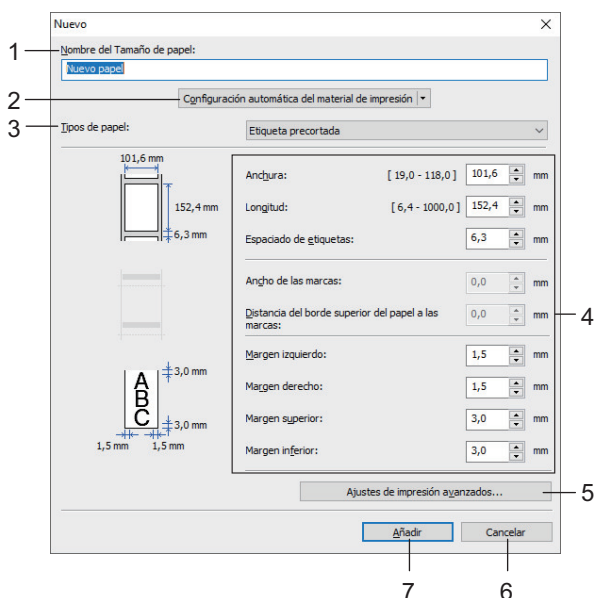 Nuevo
1
Nombre del Tamaño de papel:
Nuevo papel
2
Configuración automática del material de impresión
3
Tipos de papel:
Etiqueta precortada
101,6 mm
152,4 mm
6,3 mm
Anchura: [ 19,0 - 118,0 ] 101,6 mm
Longitud: [ 6,4 - 1000,0 ] 152,4 mm
Espaciado de etiquetas: 6,3 mm
Ancho de las marcas: 0,0 mm
Distancia del borde superior del papel a las
marcas: 0,0 mm
4
A
B
C
3,0 mm
3,0 mm
1,5 mm 1,5 mm
Margen izquierdo: 1,5 mm
Margen derecho: 1,5 mm
Margen superior: 3,0 mm
Margen inferior: 3,0 mm
Ajustes de impresión avanzados...
5
Añadir Cancelar
7 6